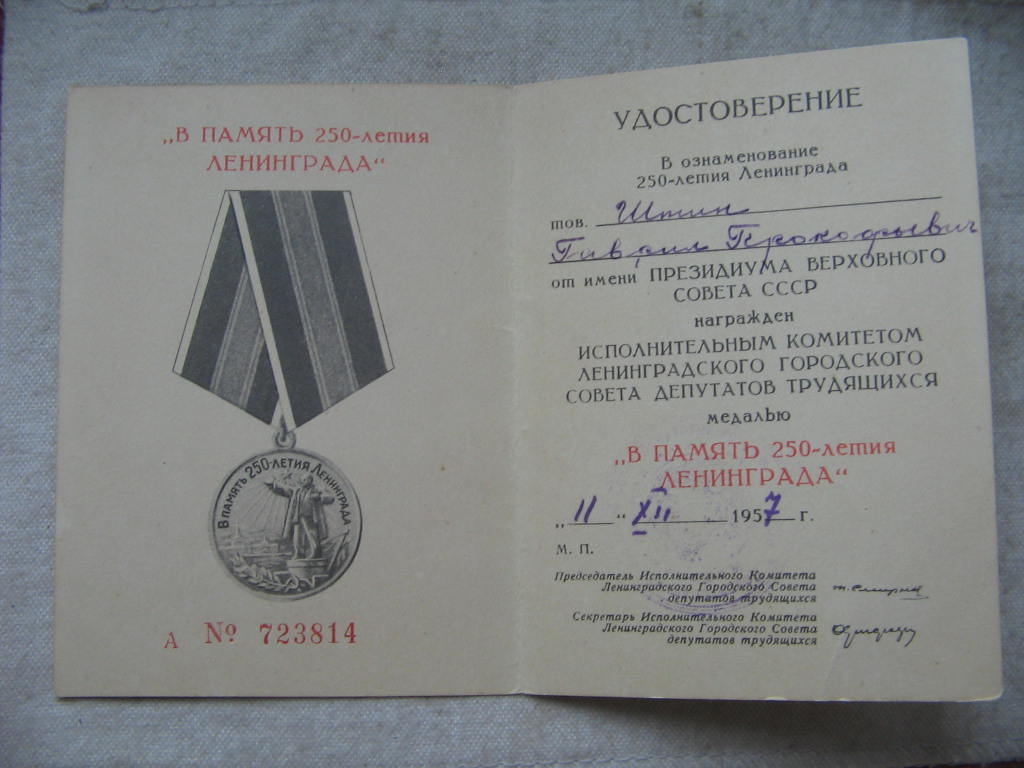 „В ПАМЯТЬ 250-летия
ЛЕНИНГРАДА“
В ПАМЯТЬ 250-ЛЕТИЯ ЛЕНИНГРАДА
А № 723814
УДОСТОВЕРЕНИЕ
В ознаменование
250-летия Ленинграда
тов. Штин
Гаврил Прокофьевич
от имени ПРЕЗИДИУМА ВЕРХОВНОГО
СОВЕТА СССР
награжден
ИСПОЛНИТЕЛЬНЫМ КОМИТЕТОМ
ЛЕНИНГРАДСКОГО ГОРОДСКОГО
СОВЕТА ДЕПУТАТОВ ТРУДЯЩИХСЯ
медалью
„В ПАМЯТЬ 250-летия
ЛЕНИНГРАДА“
„11“ XII 1957 г.
М. П.
Председатель Исполнительного Комитета
Ленинградского Городского Совета
депутатов трудящихся
Секретарь Исполнительного Комитета
Ленинградского Городского Совета
депутатов трудящихся